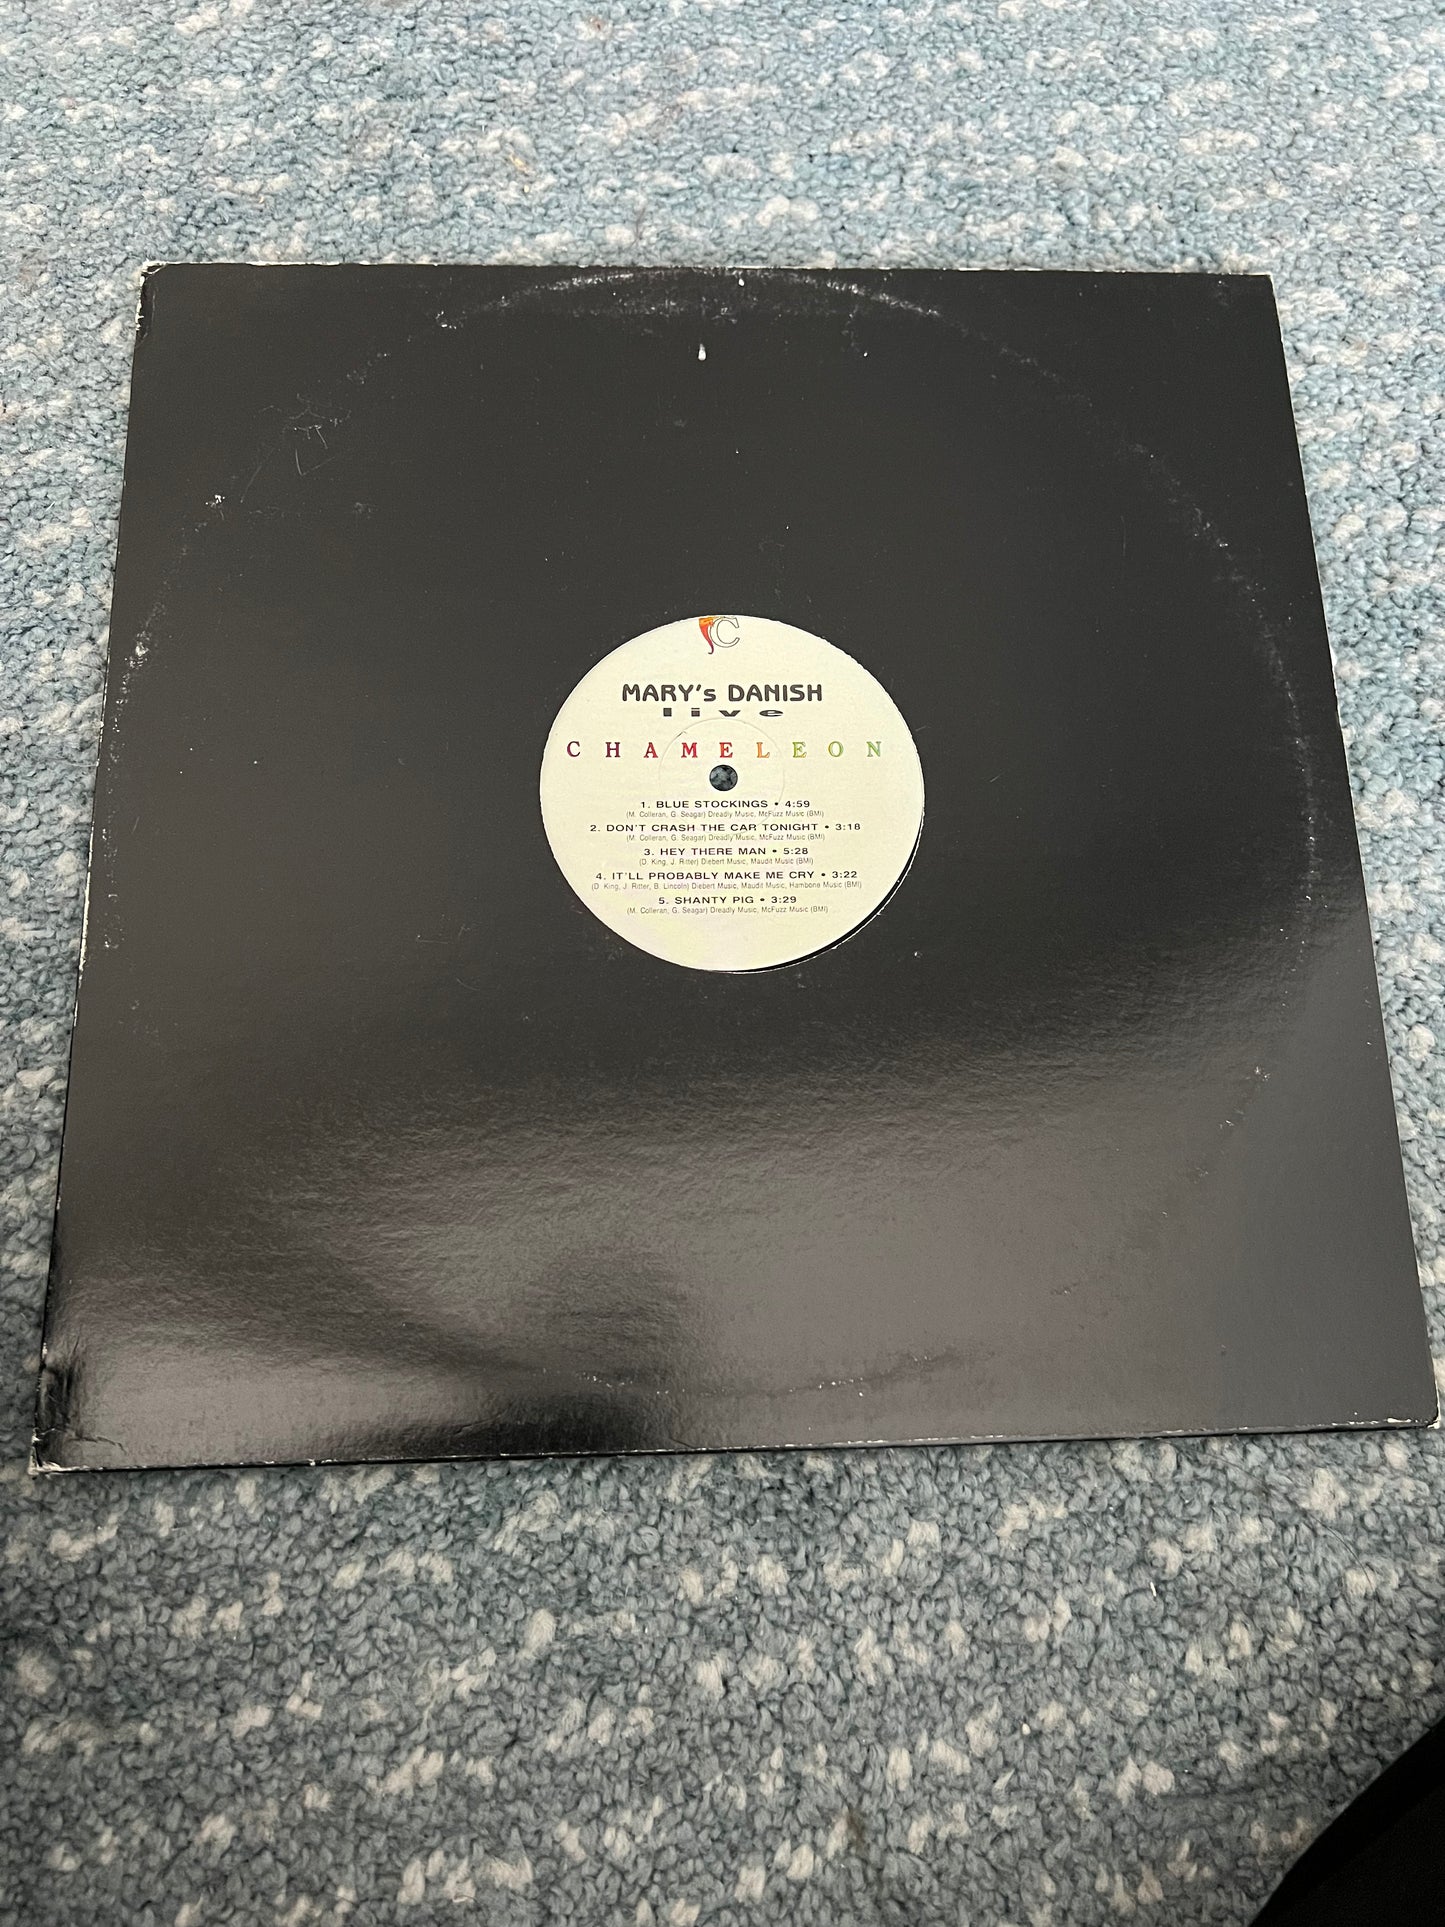 C
MARY's DANISH
live
CHAMELEON
1. BLUE STOCKINGS • 4:59
(M. Colleran, G. Seagar) Dreadly Music, McFuzz Music (BMI)
2. DON'T CRASH THE CAR TONIGHT • 3:18
(M. Colleran, G. Seagar) Dreadly Music, McFuzz Music (BMI)
3. HEY THERE MAN • 5:28
(D. King, J. Ritter) Diebert Music, Maudit Music (BMI)
4. IT'LL PROBABLY MAKE ME CRY • 3:22
(D. King, J. Ritter, B. Lincoln) Diebert Music, Maudit Music, Hambone Music (BMI)
5. SHANTY PIG • 3:29
(M. Colleran, G. Seagar) Dreadly Music, McFuzz Music (BMI)